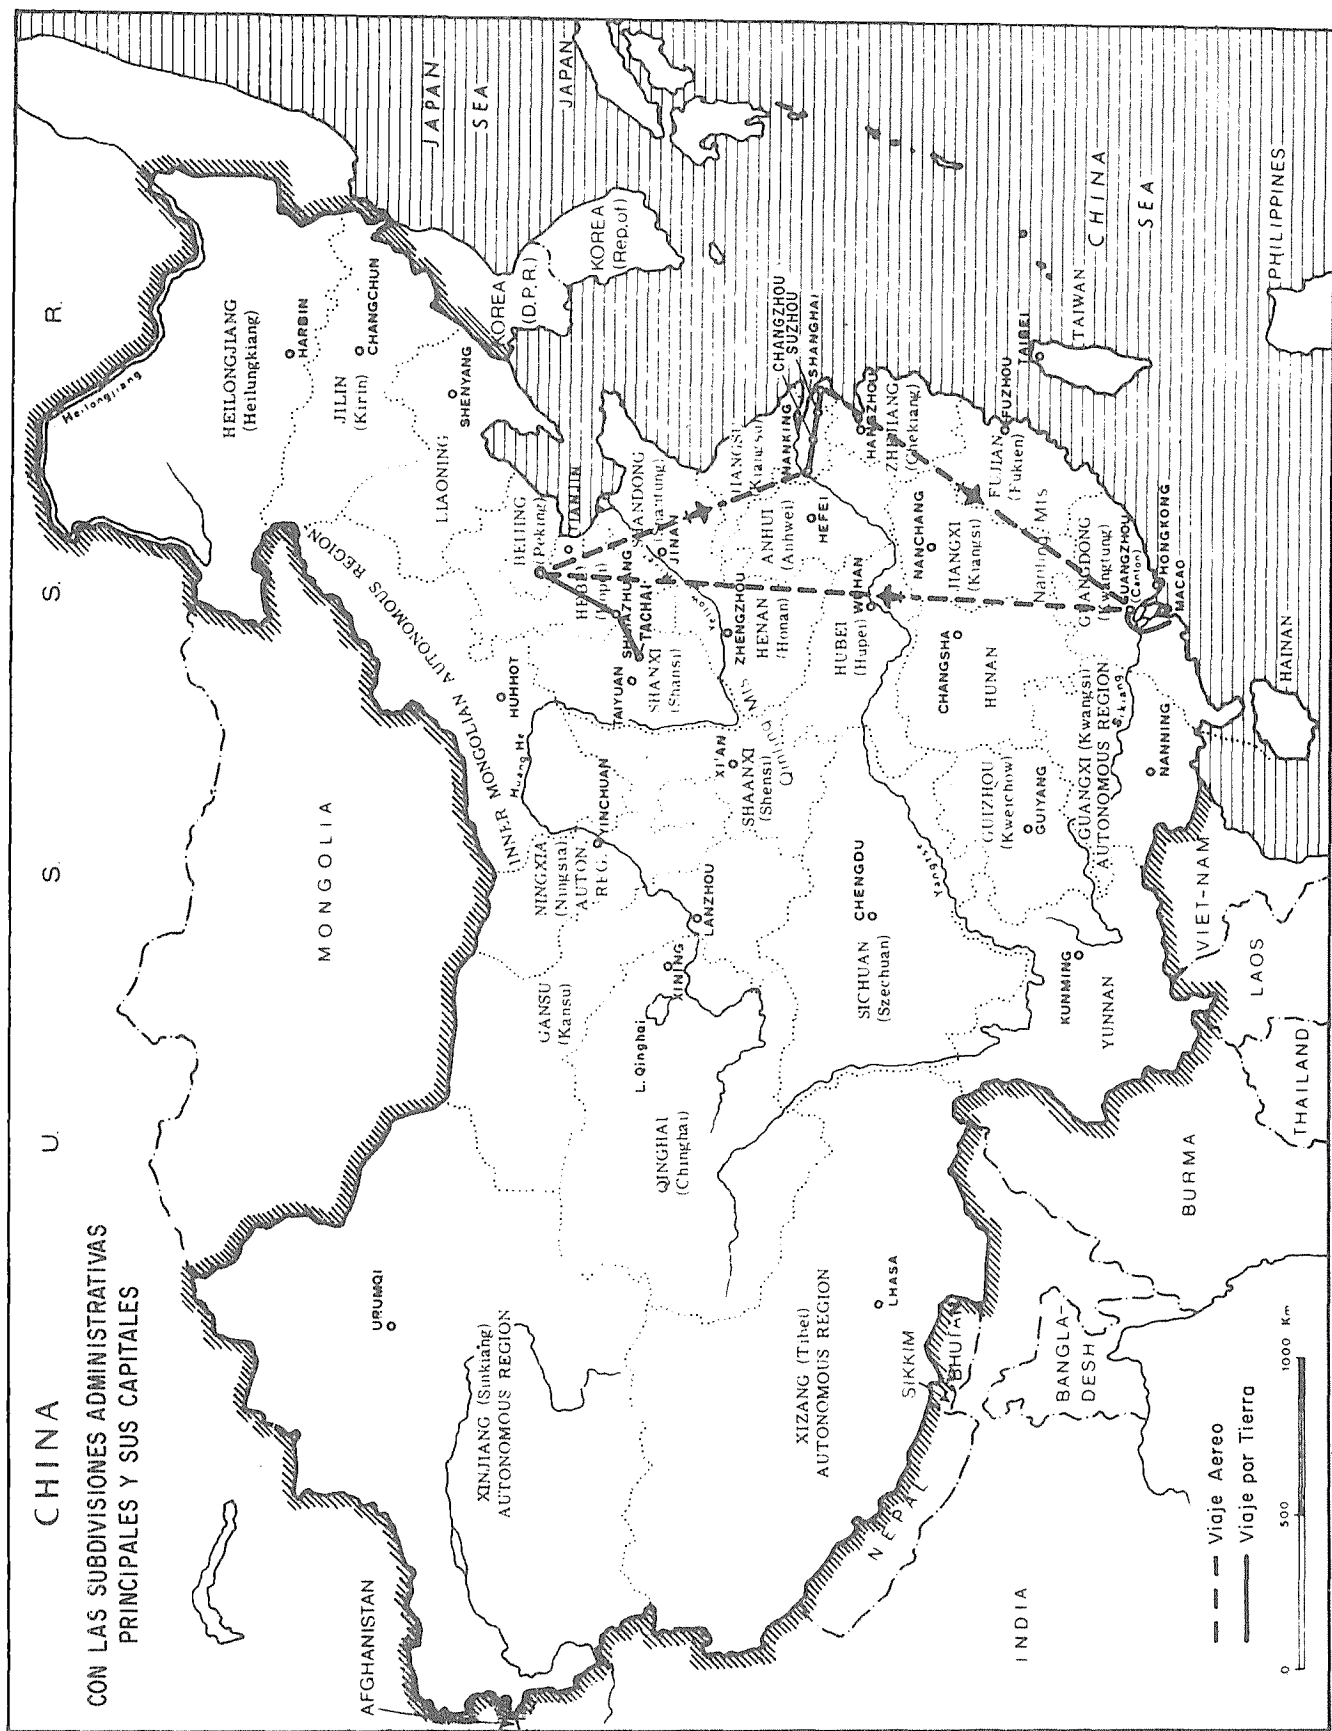 CHINA
CON LAS SUBDIVISIONES ADMINISTRATIVAS
PRINCIPALES Y SUS CAPITALES
U. S. S. R.
MONGOLIA
AFGHANISTAN
Heilongjiang
HEILONGJIANG
(Heilungkiang)
HARBIN
JILIN
(Kirin)
CHANGCHUN
SHENYANG
LIAONING
JAPAN
SEA
JAPAN
KOREA
(D.P.R.)
KOREA
(Rep.of)
INNER MONGOLIAN AUTONOMOUS REGION
URUMQI
XINJIANG (Sinkiang)
AUTONOMOUS REGION
HUHHOT
Huang He
BEIJING
(Peking)
TIANJIN
SHANDONG
JINAN
TACHAI
TAIYUAN
SHANXI
(Shansi)
NINGXIA
(Ningsia)
AUTON.
REG.
YINCHUAN
GANSU
(Kansu)
LANZHOU
XINING
L. Qinghai
QINGHAI
(Chinghai)
XI'AN
SHAANXI
(Shensi)
Qinling
Mts
ZHENGZHOU
HENAN
(Honan)
ANHUI
(Anhwei)
HEFEI
NANKING
CHANGZHOU
SUZHOU
SHANGHAI
HANGZHOU
ZHEJIANG
(Chekiang)
HUBEI
(Hupei)
WUHAN
NANCHANG
JIANGXI
(Kiangsi)
CHANGSHA
HUNAN
Yangtse
CHENGDU
SICHUAN
(Szechuan)
XIZANG (Tibet)
AUTONOMOUS REGION
LHASA
FUJIAN
(Fukien)
FUZHOU
Nanling Mts
TAIBEI
TAIWAN
CHINA
SEA
GUIZHOU
(Kweichow)
GUIYANG
KUNMING
YUNNAN
GUANGXI (Kwangsi)
AUTONOMOUS REGION
NANNING
(Kwangtung)
GUANGZHOU
(Canton)
HONGKONG
MACAO
HAINAN
PHILIPPINES
VIET-NAM
LAOS
THAILAND
BURMA
SIKKIM
BHUTAN
BANGLA-
DESH
NEPAL
INDIA
Viaje Aereo
Viaje por Tierra
0 500 1000 Km